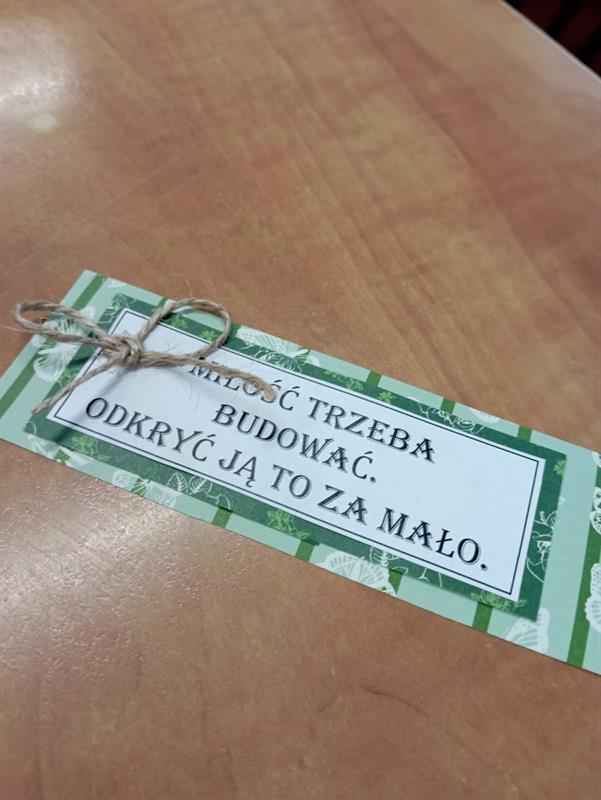 MIŁOŚĆ TRZEBA
BUDOWAĆ.
ODKRYĆ JĄ TO ZA MAŁO.